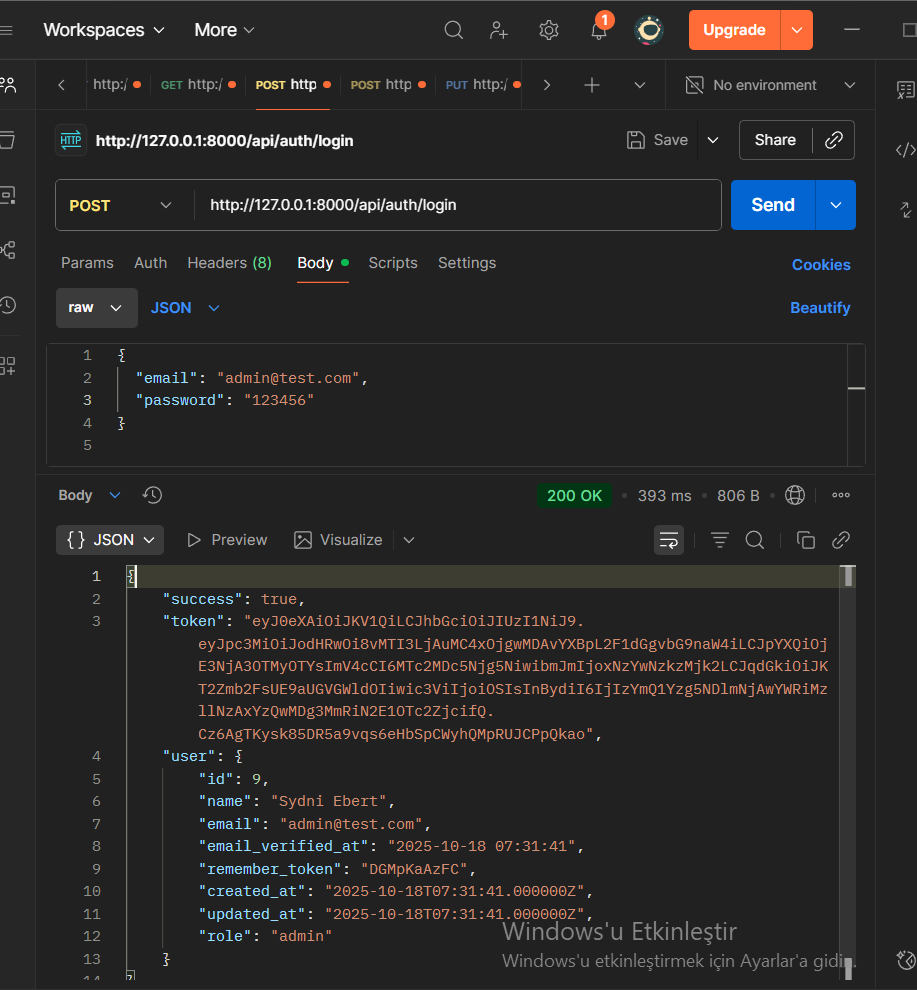 Workspaces More 1 Upgrade
http:/ GET http:/ POST http POST http PUT http:/ No environment
HTTP http://127.0.0.1:8000/api/auth/login Save Share
POST http://127.0.0.1:8000/api/auth/login Send
Params Auth Headers (8) Body Scripts Settings Cookies
raw JSON Beautify
1 {
2 "email": "admin@test.com",
3 "password": "123456"
4 }
5
Body 200 OK 393 ms 806 B
{} JSON Preview Visualize
1 {
2 "success": true,
3 "token": "eyJ0eXAiOiJKV1QiLCJhbGciOiJIUzI1NiJ9.
eyJpc3MiOiJodHRwOi8vMTI3LjAuMC4xOjgwMDAvYXBpL2F1dGgvbG9naW4iLCJpYXQiOj
E3NjA3OTMyOTYsImV4cCI6MTc2MDc5Njg5NiwibmJmIjoxNzYwNzkzMjk2LCJqdGkiOiJK
T2Zmb2FsUE9aUGVGWldOIiwic3ViIjoiOSIsInBydiI6IjIzYmQ1Yzg5NDlmNjAwYWRiMz
llNzAxYzQwMDg3MmRiN2E1OTc2ZjcifQ.
Cz6AgTKysk85DR5a9vqs6eHbSpCWyhQMpRUJCPpQkao",
4 "user": {
5 "id": 9,
6 "name": "Sydni Ebert",
7 "email": "admin@test.com",
8 "email_verified_at": "2025-10-18 07:31:41",
9 "remember_token": "DGMpKaAzFC",
10 "created_at": "2025-10-18T07:31:41.000000Z",
11 "updated_at": "2025-10-18T07:31:41.000000Z",
12 "role": "admin"
13 }
14 }
Windows'u Etkinleştir
Windows'u etkinleştirmek için Ayarlar'a gidin.